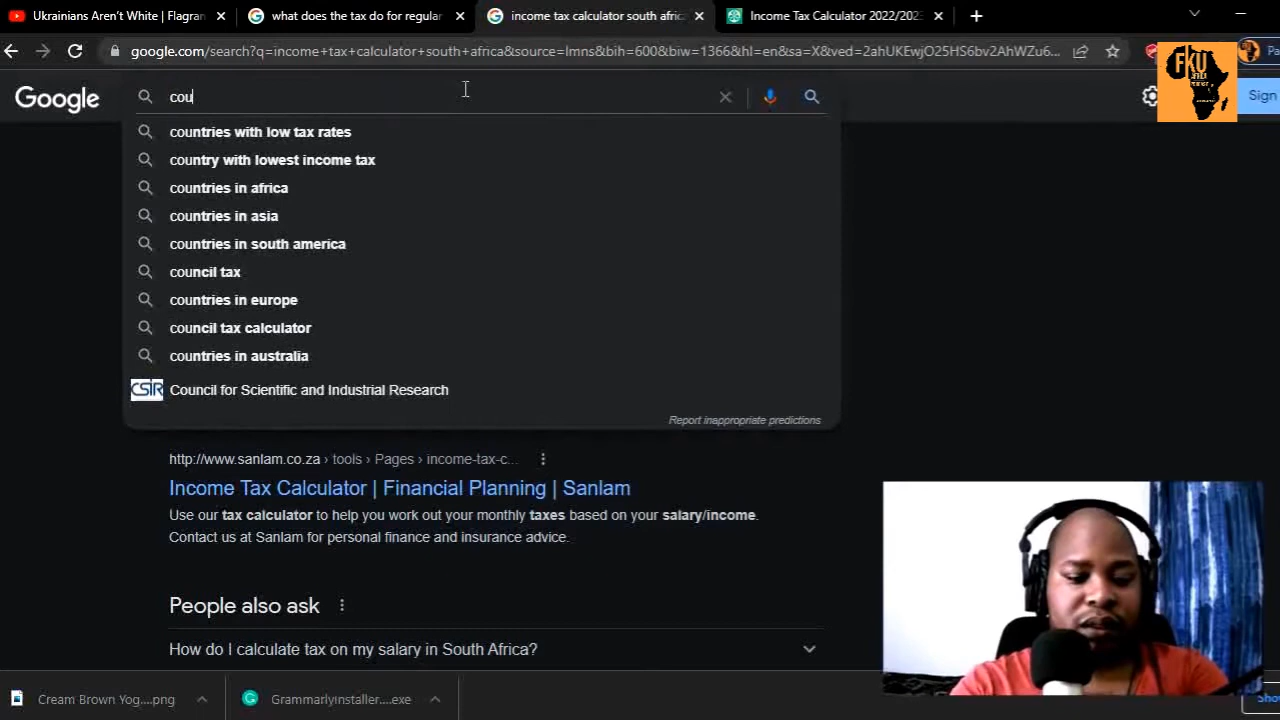 Ukrainians Aren't White | Flagran
what does the tax do for regular
income tax calculator south afric
Income Tax Calculator 2022/202
google.com/search?q=income+tax+calculator+south+africa&source=lmns&bih=600&biw=1366&hl=en&sa=X&ved=2ahUKEwjO25HS6bv2AhWZu6...
Pa
FKU
Google
cou
Sign
countries with low tax rates
country with lowest income tax
countries in africa
countries in asia
countries in south america
council tax
countries in europe
council tax calculator
countries in australia
CSIR
Council for Scientific and Industrial Research
Report inappropriate predictions
http://www.sanlam.co.za › tools › Pages › income-tax-c...
Income Tax Calculator | Financial Planning | Sanlam
Use our tax calculator to help you work out your monthly taxes based on your salary/income.
Contact us at Sanlam for personal finance and insurance advice.
People also ask
How do I calculate tax on my salary in South Africa?
Cream Brown Yog....png
GrammarlyInstaller....exe
Sho